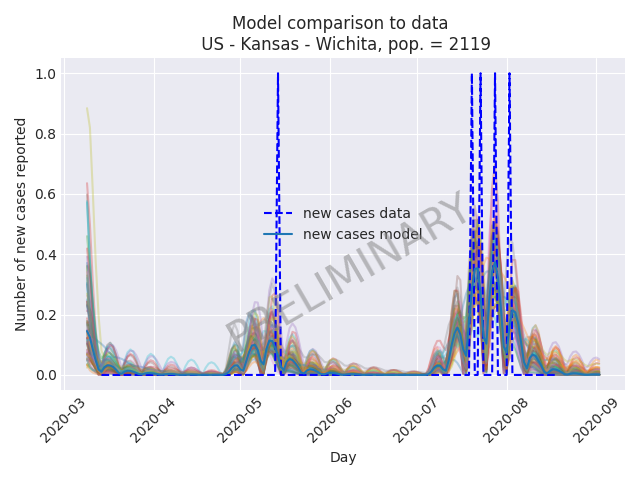 Model comparison to data
US - Kansas - Wichita, pop. = 2119
Number of new cases reported
1.0
0.8
0.6
0.4
0.2
0.0
new cases data
new cases model
PRELIMINARY
2020-03
2020-04
2020-05
2020-06
2020-07
2020-08
2020-09
Day